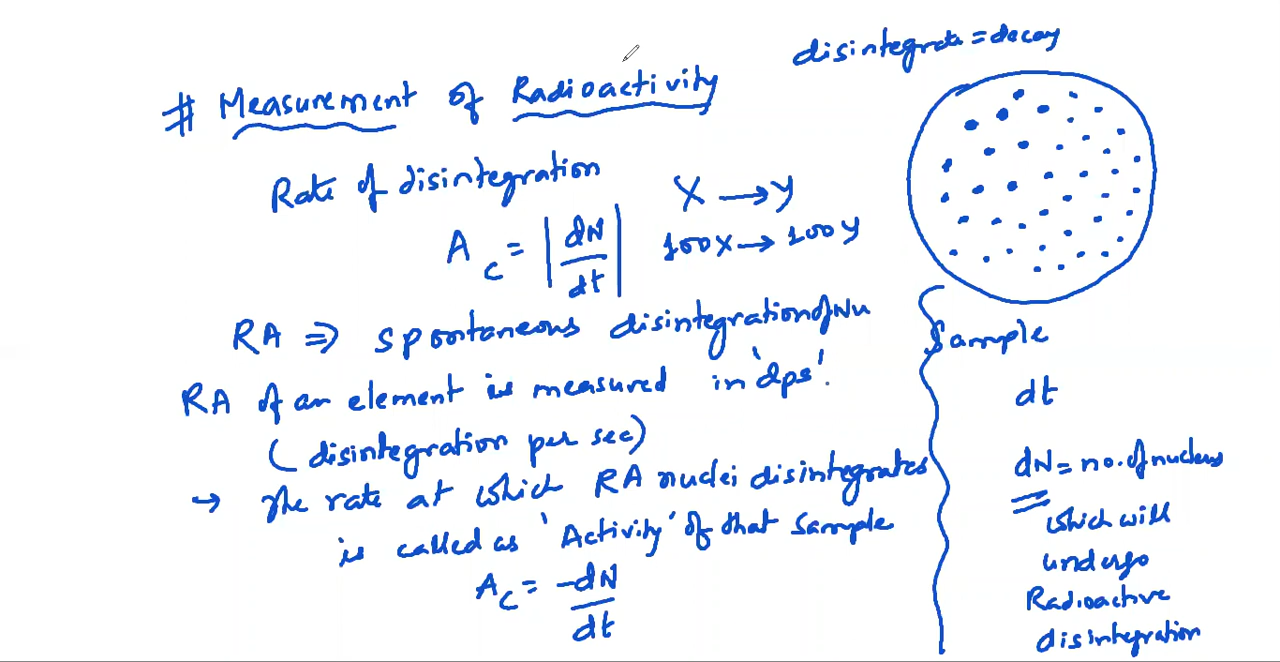 disintegrate = decay
# Measurement of Radioactivity
Rate of disintegration
X → Y
A_c = |dN/dt|
100X → 100Y
RA ⇒ spontaneous disintegration of Nu
RA of an element is measured in 'dps'.
(disintegration per sec)
→ The rate at which RA nuclei disintegrates
is called as 'Activity' of that sample
A_c = -dN/dt
Sample
dt
dN = no. of nucleus
which will
undergo
Radioactive
disintegration